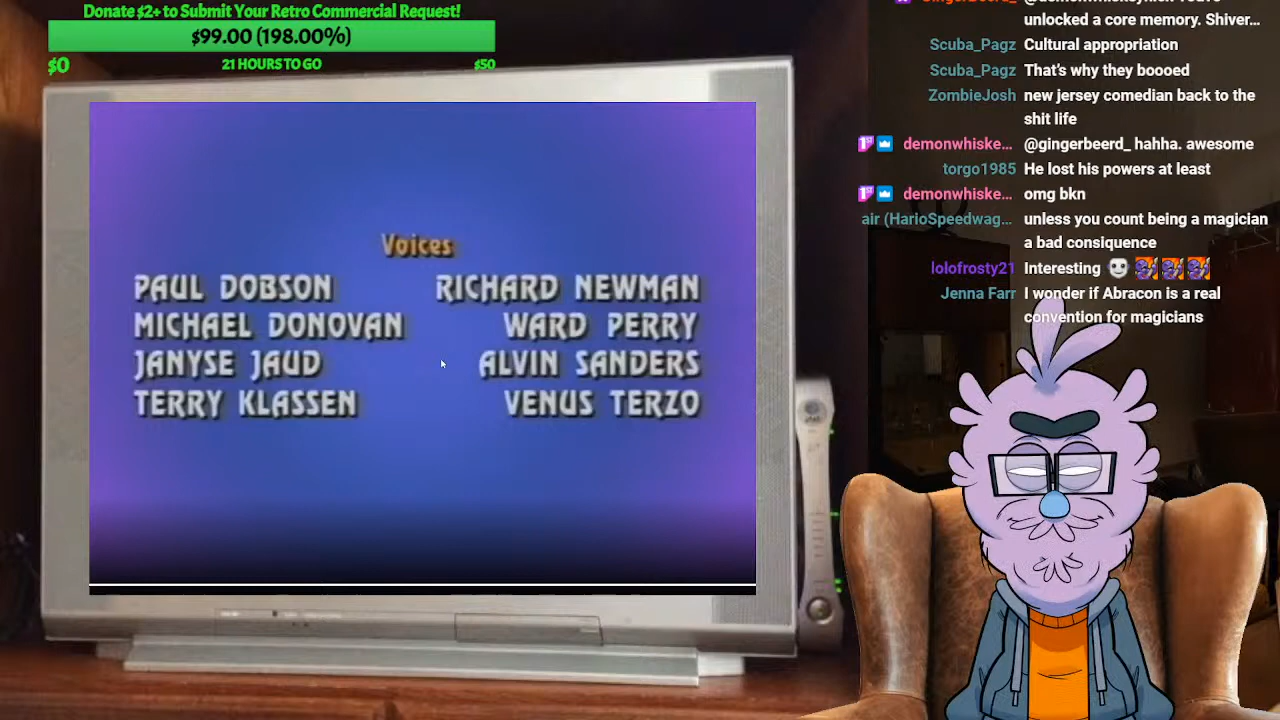 Donate $2+ to Submit Your Retro Commercial Request!
$99.00 (198.00%)
$0
21 HOURS TO GO
$50
Voices
PAUL DOBSON
RICHARD NEWMAN
MICHAEL DONOVAN
WARD PERRY
JANYSE JAUD
ALVIN SANDERS
TERRY KLASSEN
VENUS TERZO
unlocked a core memory. Shiver...
Scuba_Pagz Cultural appropriation
Scuba_Pagz That's why they boooed
ZombieJosh new jersey comedian back to the
shit life
demonwhiske... @gingerbeerd_ hahha. awesome
torgo1985 He lost his powers at least
demonwhiske... omg bkn
air (HarioSpeedwag... unless you count being a magician
a bad consiquence
lolofrosty21 Interesting
Jenna Farr I wonder if Abracon is a real
convention for magicians